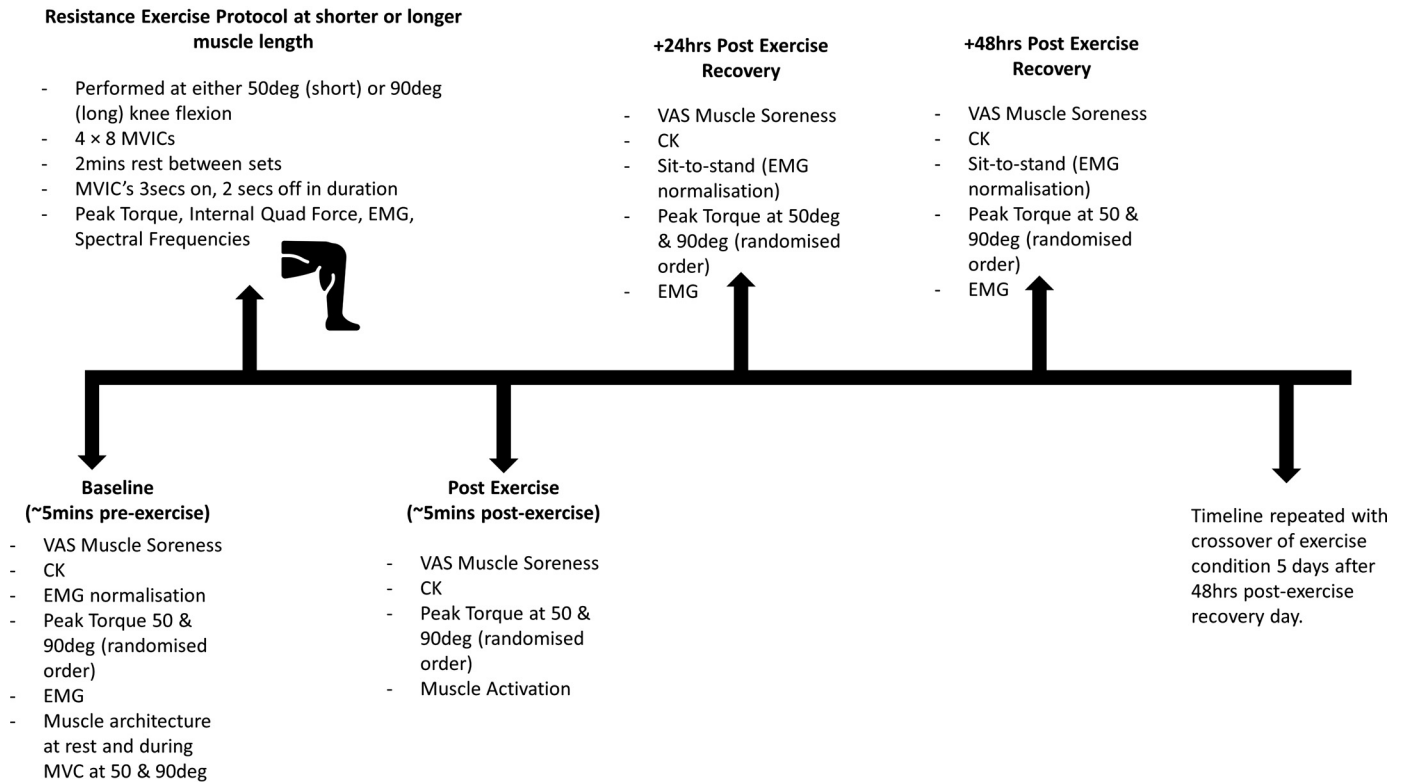 Resistance Exercise Protocol at shorter or longer
muscle length
- Performed at either 50deg (short) or 90deg
(long) knee flexion
- 4 × 8 MVICs
- 2mins rest between sets
- MVIC's 3secs on, 2 secs off in duration
- Peak Torque, Internal Quad Force, EMG,
Spectral Frequencies
+24hrs Post Exercise
Recovery
- VAS Muscle Soreness
- CK
- Sit-to-stand (EMG
normalisation)
- Peak Torque at 50deg
& 90deg (randomised
order)
- EMG
+48hrs Post Exercise
Recovery
- VAS Muscle Soreness
- CK
- Sit-to-stand (EMG
normalisation)
- Peak Torque at 50 &
90deg (randomised
order)
- EMG
Baseline
(~5mins pre-exercise)
- VAS Muscle Soreness
- CK
- EMG normalisation
- Peak Torque 50 &
90deg (randomised
order)
- EMG
- Muscle architecture
at rest and during
MVC at 50 & 90deg
Post Exercise
(~5mins post-exercise)
- VAS Muscle Soreness
- CK
- Peak Torque at 50 &
90deg (randomised
order)
- Muscle Activation
Timeline repeated with
crossover of exercise
condition 5 days after
48hrs post-exercise
recovery day.